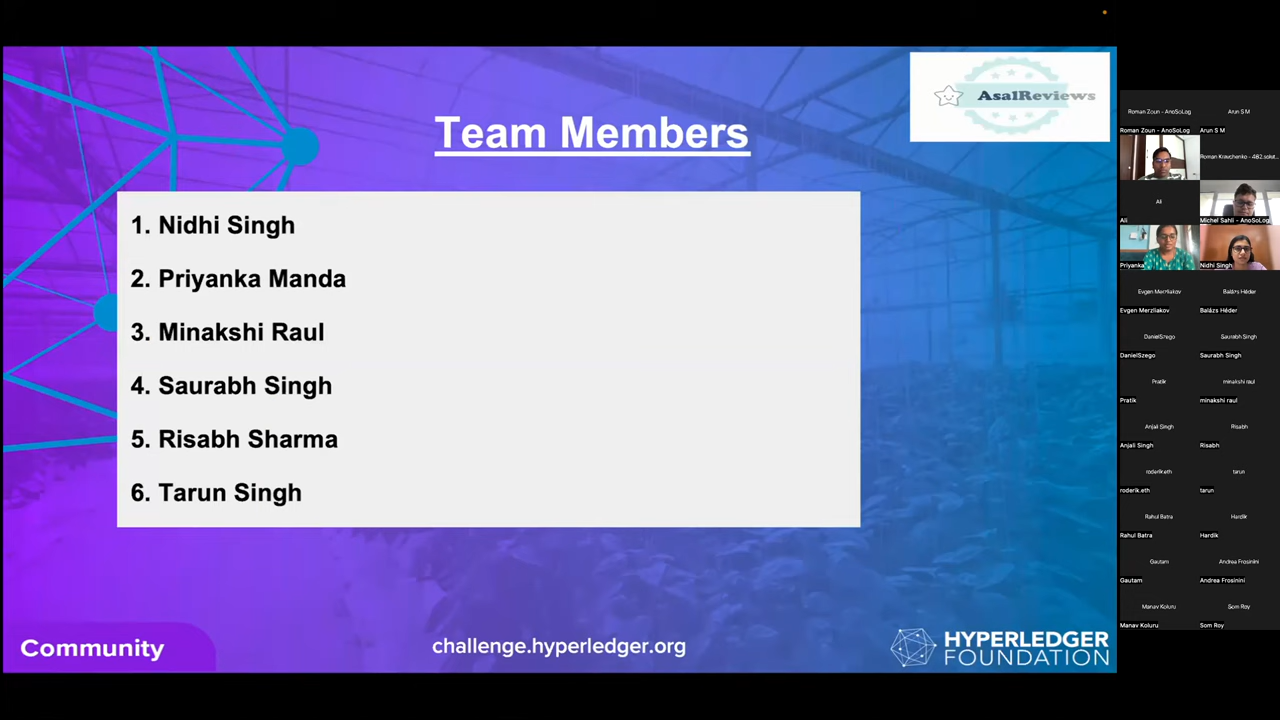 AsalReviews
Team Members
1. Nidhi Singh
2. Priyanka Manda
3. Minakshi Raul
4. Saurabh Singh
5. Risabh Sharma
6. Tarun Singh
Community
challenge.hyperledger.org
HYPERLEDGER
FOUNDATION
Roman Zoun - AnoSoLog
Arun S M
Roman Zoun - AnoSoLog
Arun S M
Roman Kravchenko - 482.solut...
Ali
Ali
Michel Sahli - AnoSoLog
Priyanka
Nidhi Singh
Evgen Merzliakov
Balázs Héder
Evgen Merzliakov
Balázs Héder
DanielSzego
Saurabh Singh
DanielSzego
Saurabh Singh
Pratik
minakshi raul
Pratik
minakshi raul
Anjali Singh
Risabh
Anjali Singh
Risabh
roderik.eth
tarun
roderik.eth
tarun
Rahul Batra
Hardik
Rahul Batra
Hardik
Gautam
Andrea Frosinini
Gautam
Andrea Frosinini
Manav Koluru
Som Roy
Manav Koluru
Som Roy